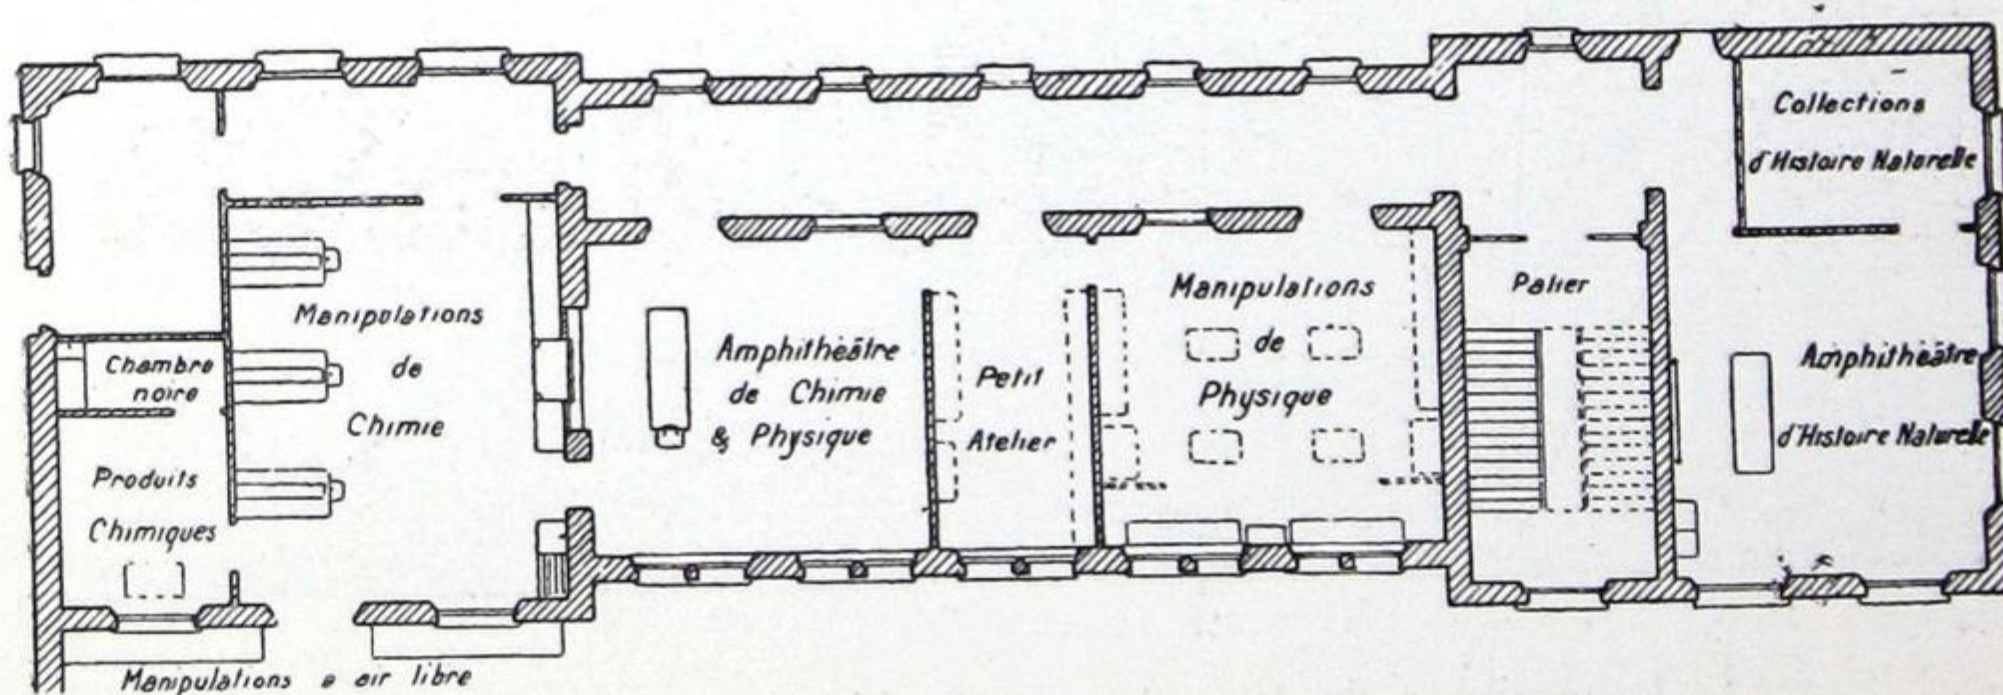 Chambre
noire
Produits
Chimiques
Manipulations
de
Chimie
Manipulations a air libre
Amphithéâtre
de Chimie
& Physique
Petit
Atelier
Manipulations
de
Physique
Palier
Collections
d'Histoire Naturelle
Amphithéâtre
d'Histoire Naturelle